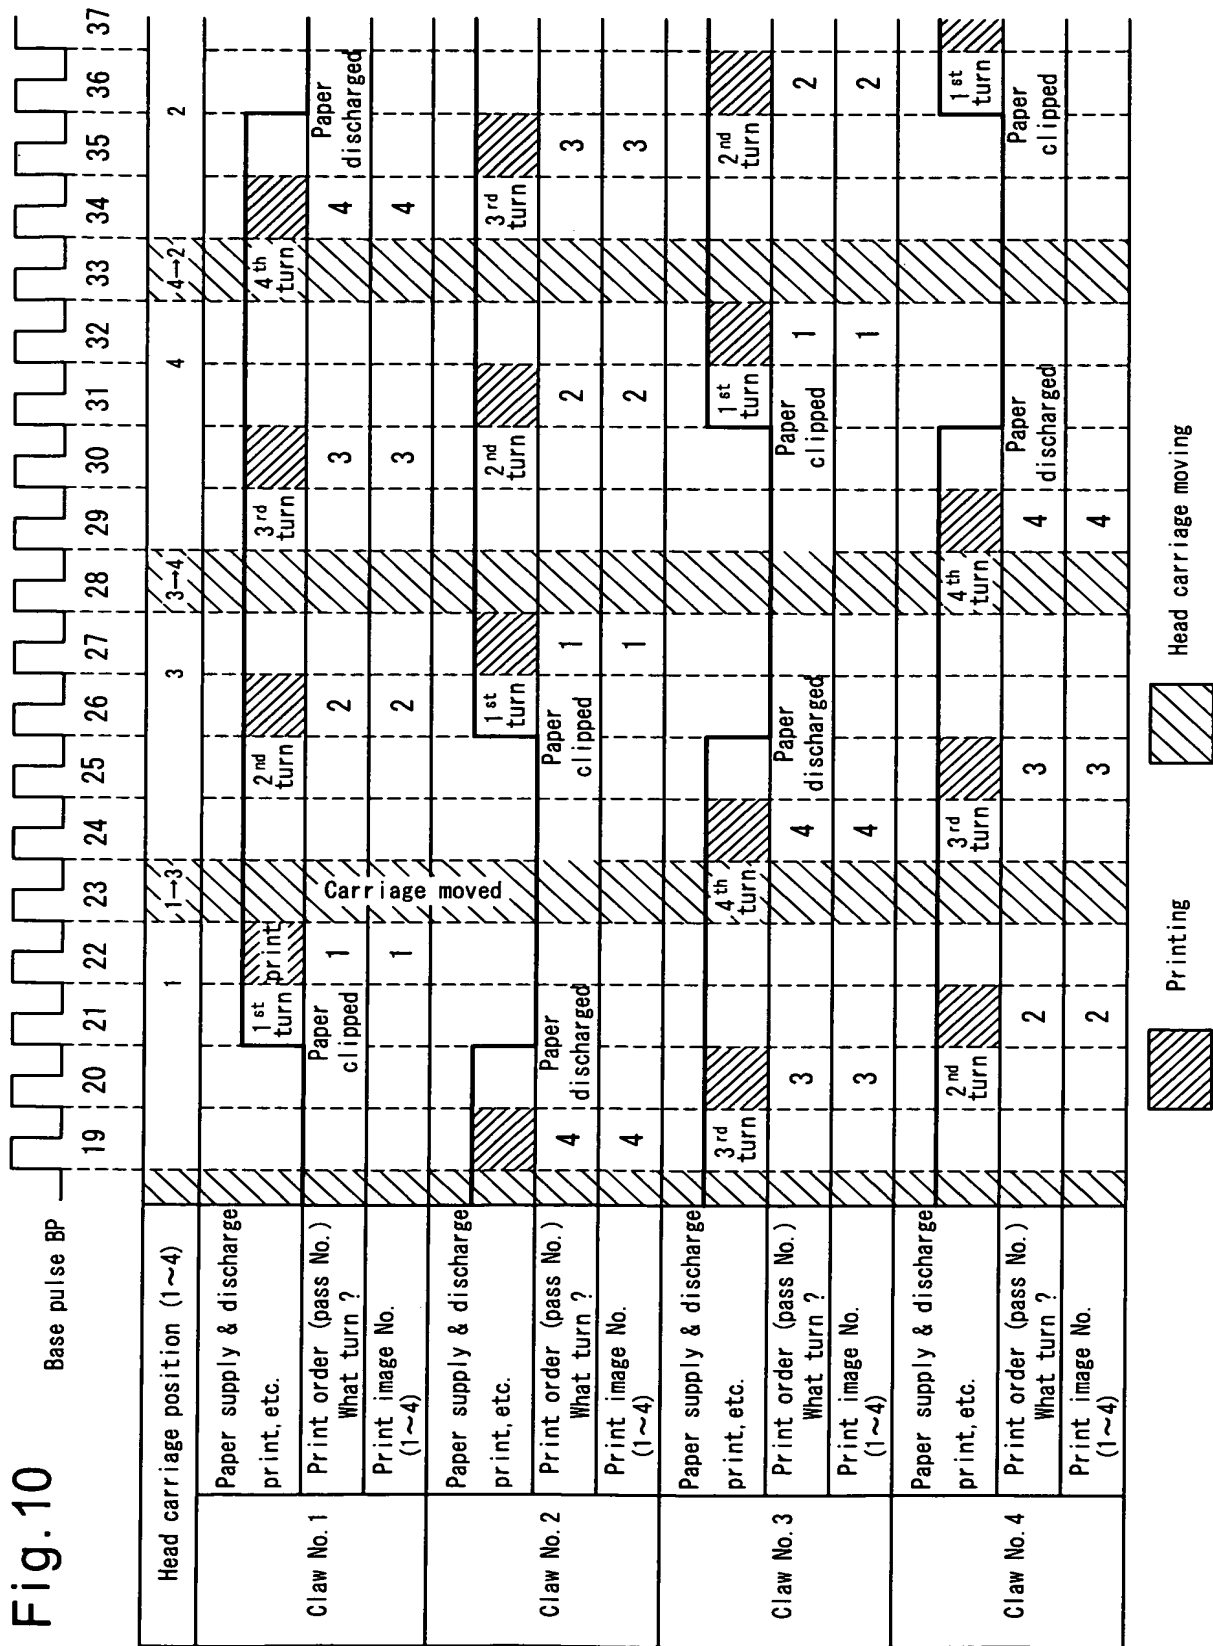 Fig.10
Base pulse BP
19 20 21 22 23 24 25 26 27 28 29 30 31 32 33 34 35 36 37
Head carriage position (1~4)
1 1→3 3 3→4 4 4→2 2
Claw No. 1
Paper supply & discharge
print, etc.
1st turn
print
2nd turn
3rd turn
4th turn
Print order (pass No.)
What turn ?
Paper clipped
1 2 3 4
Paper discharged
Carriage moved
Print image No.
(1~4)
1 2 3 4
Claw No. 2
Paper supply & discharge
print, etc.
1st turn
2nd turn
3rd turn
Print order (pass No.)
What turn ?
4
Paper discharged
Paper clipped
1 2 3
Print image No.
(1~4)
4 1 2 3
Claw No. 3
Paper supply & discharge
print, etc.
3rd turn
4th turn
1st turn
2nd turn
Print order (pass No.)
What turn ?
3 4
Paper discharged
Paper clipped
1 2
Print image No.
(1~4)
3 4 1 2
Claw No. 4
Paper supply & discharge
print, etc.
2nd turn
3rd turn
4th turn
1st turn
Print order (pass No.)
What turn ?
2 3 4
Paper discharged
Paper clipped
Print image No.
(1~4)
2 3 4
Printing
Head carriage moving